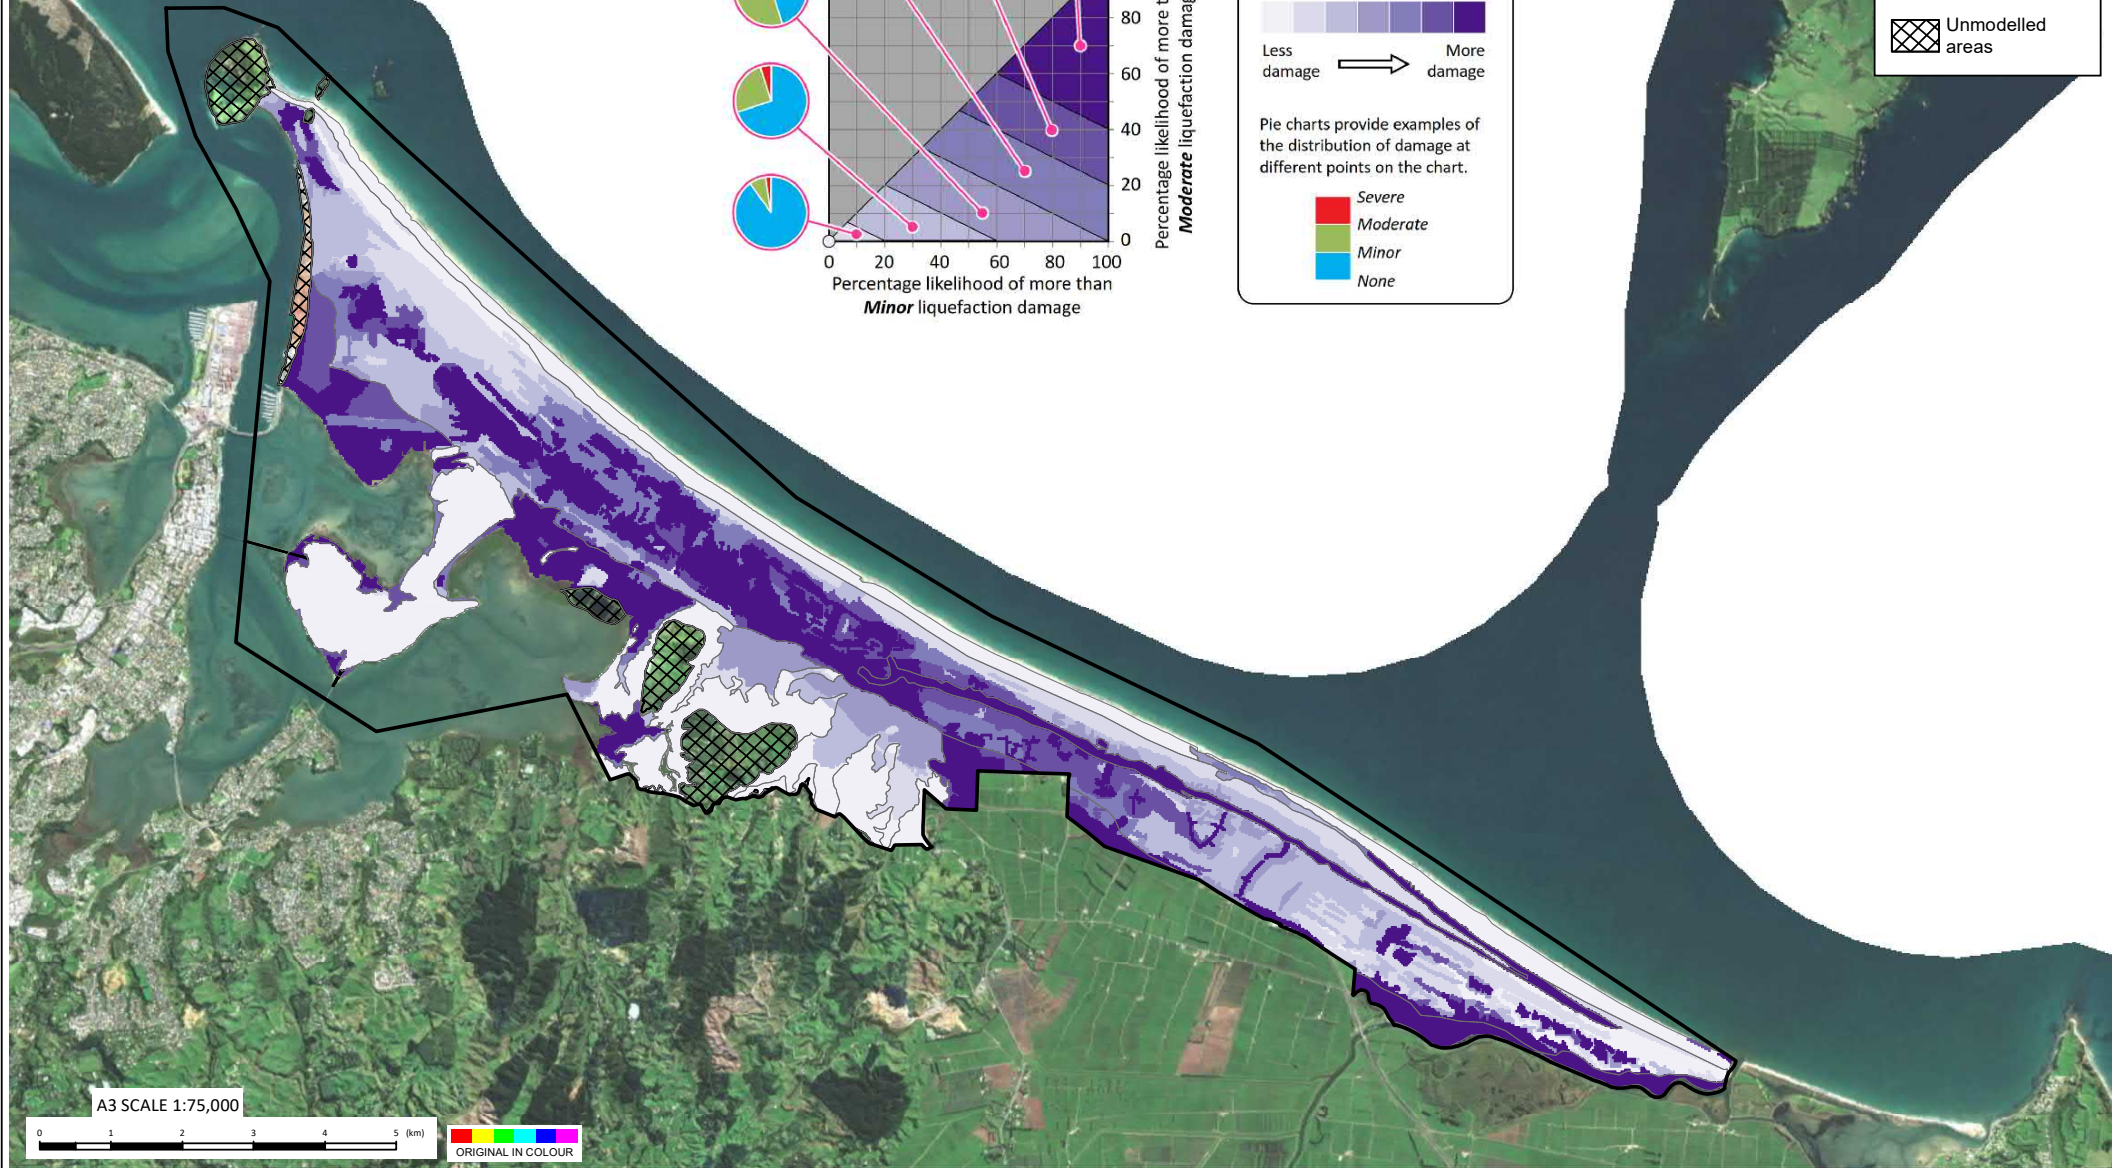 80
60
40
20
0
0 20 40 60 80 100
Percentage likelihood of more than
Minor liquefaction damage
Percentage likelihood of more
Moderate liquefaction damag
Less
damage
More
damage
Pie charts provide examples of
the distribution of damage at
different points on the chart.
Severe
Moderate
Minor
None
Unmodelled
areas
A3 SCALE 1:75,000
0 1 2 3 4 5 (km)
ORIGINAL IN COLOUR